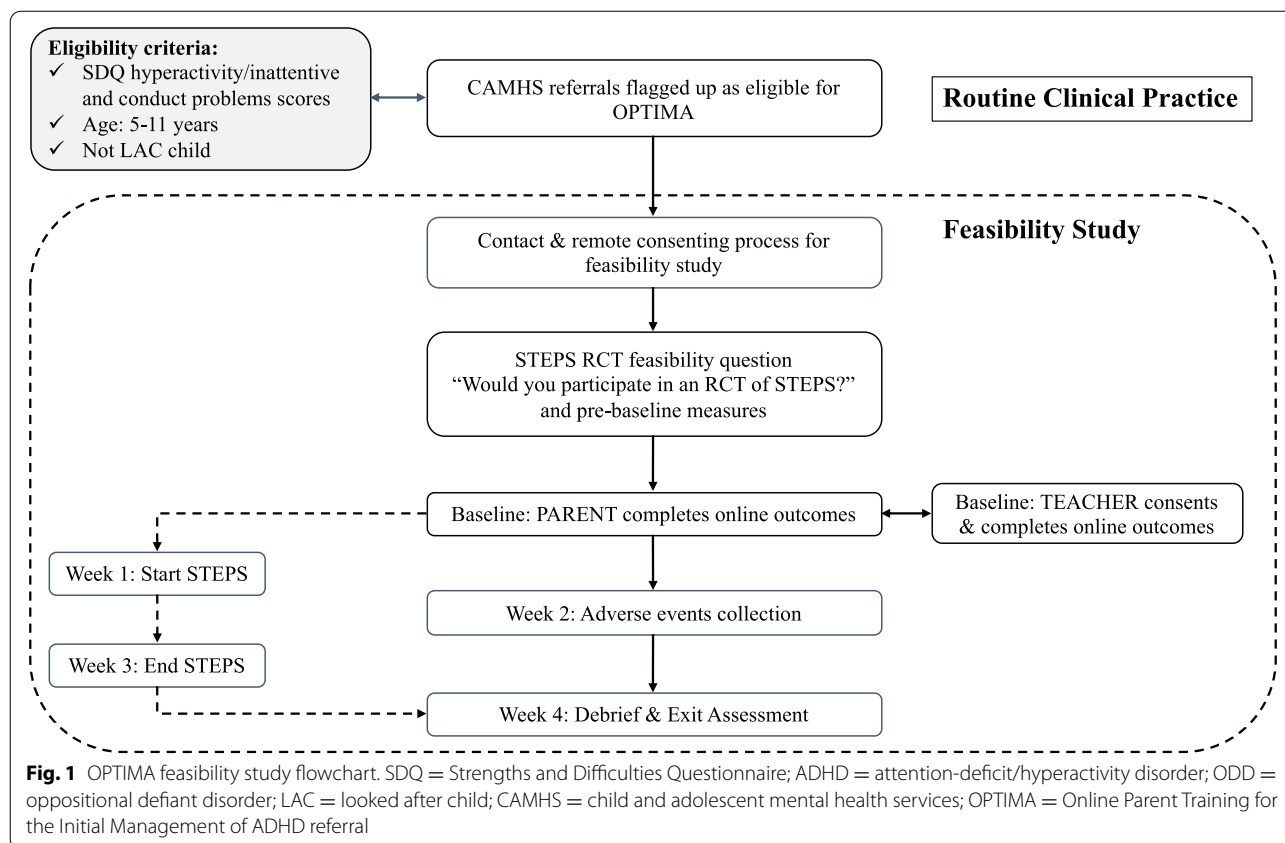 Eligibility criteria:
✓ SDQ hyperactivity/inattentive
and conduct problems scores
✓ Age: 5-11 years
✓ Not LAC child
CAMHS referrals flagged up as eligible for
OPTIMA
Routine Clinical Practice
Feasibility Study
Contact & remote consenting process for
feasibility study
STEPS RCT feasibility question
“Would you participate in an RCT of STEPS?”
and pre-baseline measures
Baseline: PARENT completes online outcomes
Baseline: TEACHER consents
& completes online outcomes
Week 1: Start STEPS
Week 2: Adverse events collection
Week 3: End STEPS
Week 4: Debrief & Exit Assessment
Fig. 1 OPTIMA feasibility study flowchart. SDQ = Strengths and Difficulties Questionnaire; ADHD = attention-deficit/hyperactivity disorder; ODD =
oppositional defiant disorder; LAC = looked after child; CAMHS = child and adolescent mental health services; OPTIMA = Online Parent Training for
the Initial Management of ADHD referral